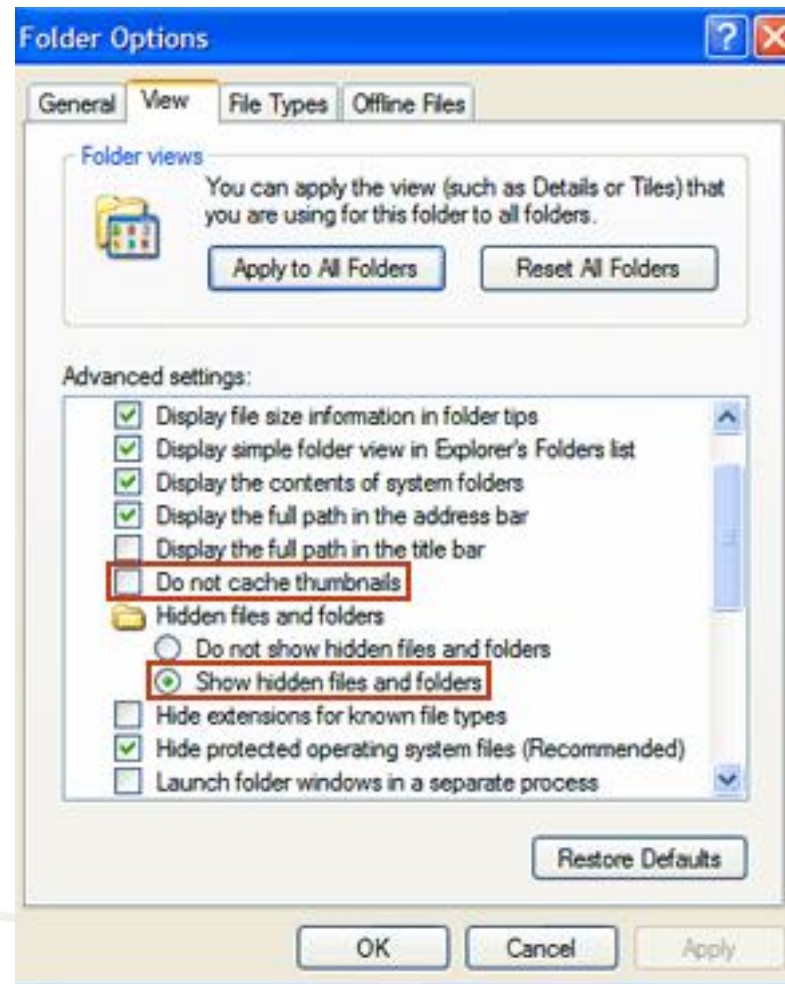 Folder Options
?
General View File Types Offline Files
Folder views
You can apply the view (such as Details or Tiles) that
you are using for this folder to all folders.
Apply to All Folders Reset All Folders
Advanced settings:
Display file size information in folder tips
Display simple folder view in Explorer's Folders list
Display the contents of system folders
Display the full path in the address bar
Display the full path in the title bar
Do not cache thumbnails
Hidden files and folders
Do not show hidden files and folders
Show hidden files and folders
Hide extensions for known file types
Hide protected operating system files (Recommended)
Launch folder windows in a separate process
Restore Defaults
OK Cancel Apply